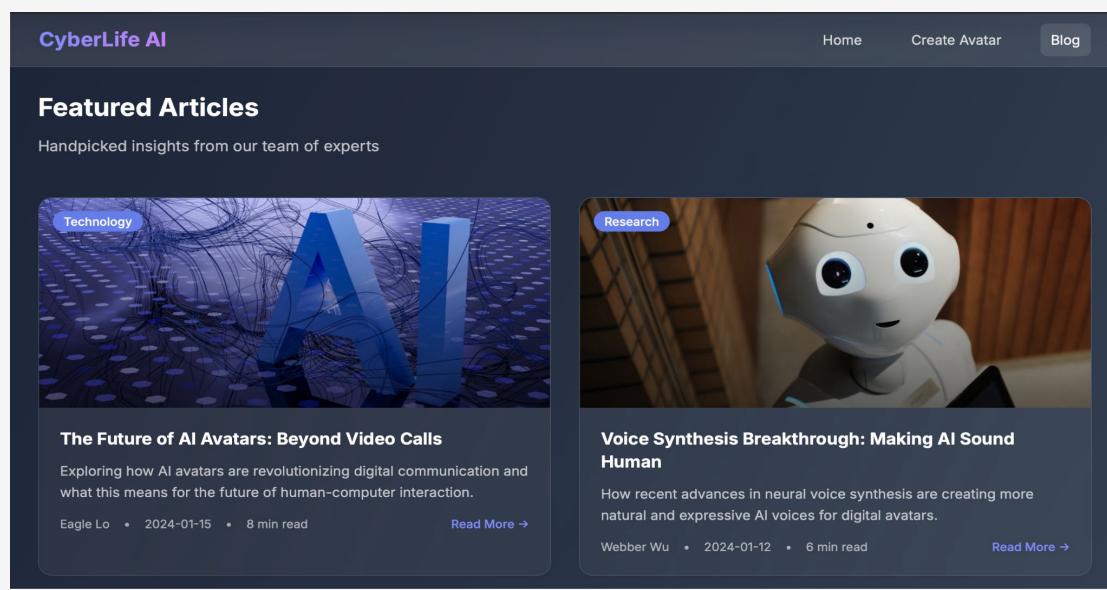 CyberLife AI
Home Create Avatar Blog
Featured Articles
Handpicked insights from our team of experts
Technology
AI
The Future of AI Avatars: Beyond Video Calls
Exploring how AI avatars are revolutionizing digital communication and
what this means for the future of human-computer interaction.
Eagle Lo • 2024-01-15 • 8 min read Read More →
Research
Voice Synthesis Breakthrough: Making AI Sound
Human
How recent advances in neural voice synthesis are creating more
natural and expressive AI voices for digital avatars.
Webber Wu • 2024-01-12 • 6 min read Read More →